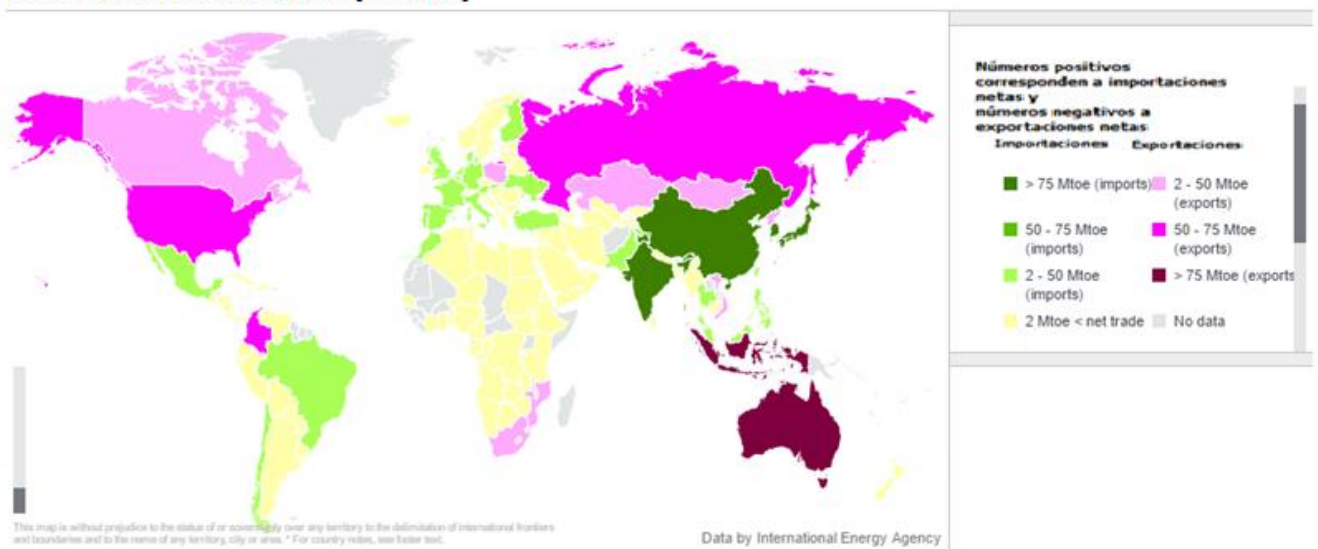 Números positivos
corresponden a importaciones
netas y
números negativos a
exportaciones netas
Importaciones Exportaciones
> 75 Mtoe (imports) 2 - 50 Mtoe
(exports)
50 - 75 Mtoe 50 - 75 Mtoe
(imports) (exports)
2 - 50 Mtoe > 75 Mtoe (exports
(imports)
2 Mtoe < net trade No data
This map is without prejudice to the status of or sovereignty over any territory to the delimitation of international frontiers
and boundaries and to the name of any territory, city or area. * For country notes, see footer text.
Data by International Energy Agency